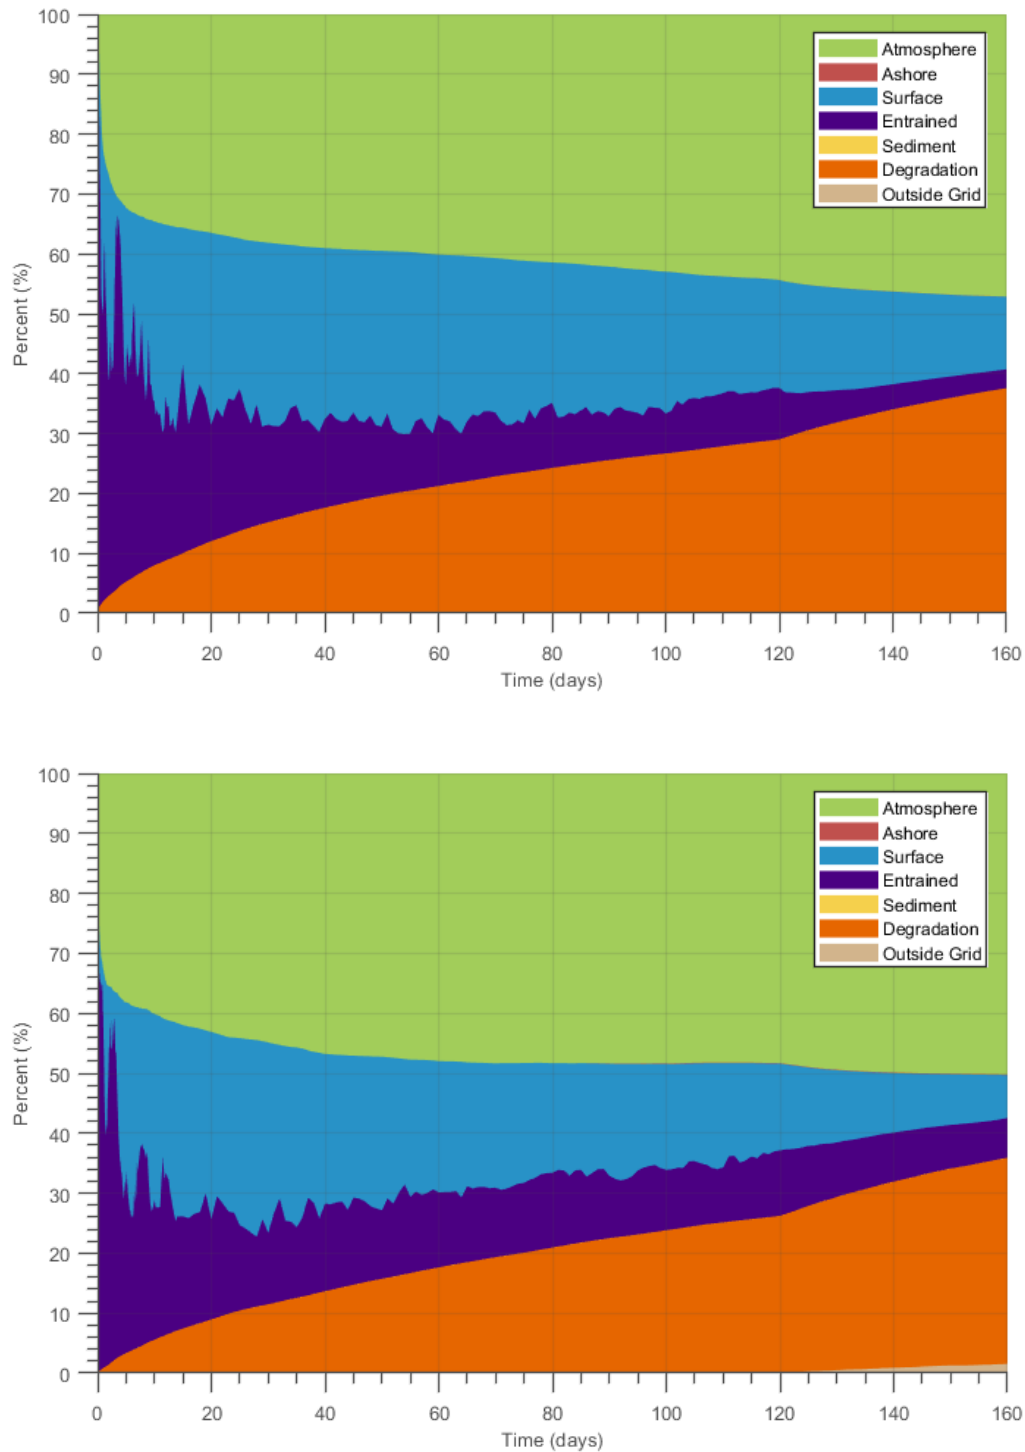 100
90
80
70
60
50
40
30
20
10
0
Percent (%)
Atmosphere
Ashore
Surface
Entrained
Sediment
Degradation
Outside Grid
0 20 40 60 80 100 120 140 160
Time (days)
100
90
80
70
60
50
40
30
20
10
0
Percent (%)
Atmosphere
Ashore
Surface
Entrained
Sediment
Degradation
Outside Grid
0 20 40 60 80 100 120 140 160
Time (days)